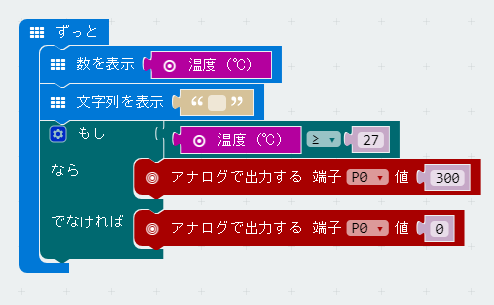 ずっと
数を表示 温度（℃）
文字列を表示 “ ”
もし 温度（℃） ≥ 27
なら アナログで出力する 端子 P0 値 300
でなければ アナログで出力する 端子 P0 値 0